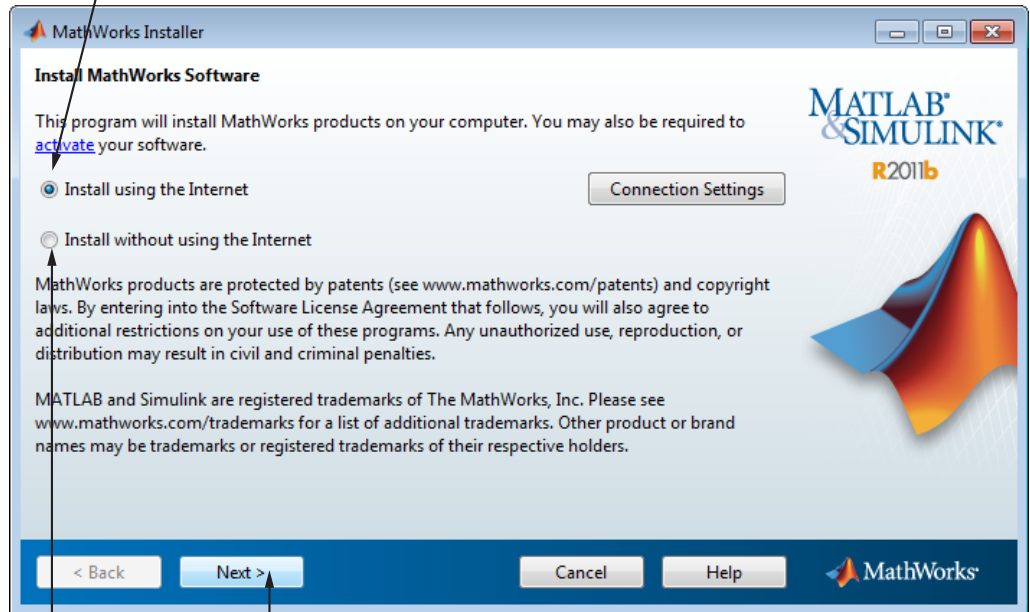 MathWorks Installer
Install MathWorks Software
This program will install MathWorks products on your computer. You may also be required to
activate your software.
Install using the Internet
Connection Settings
Install without using the Internet
MathWorks products are protected by patents (see www.mathworks.com/patents) and copyright
laws. By entering into the Software License Agreement that follows, you will also agree to
additional restrictions on your use of these programs. Any unauthorized use, reproduction, or
distribution may result in civil and criminal penalties.
MATLAB and Simulink are registered trademarks of The MathWorks, Inc. Please see
www.mathworks.com/trademarks for a list of additional trademarks. Other product or brand
names may be trademarks or registered trademarks of their respective holders.
MATLAB®
&SIMULINK®
R2011b
< Back
Next >
Cancel
Help
MathWorks®